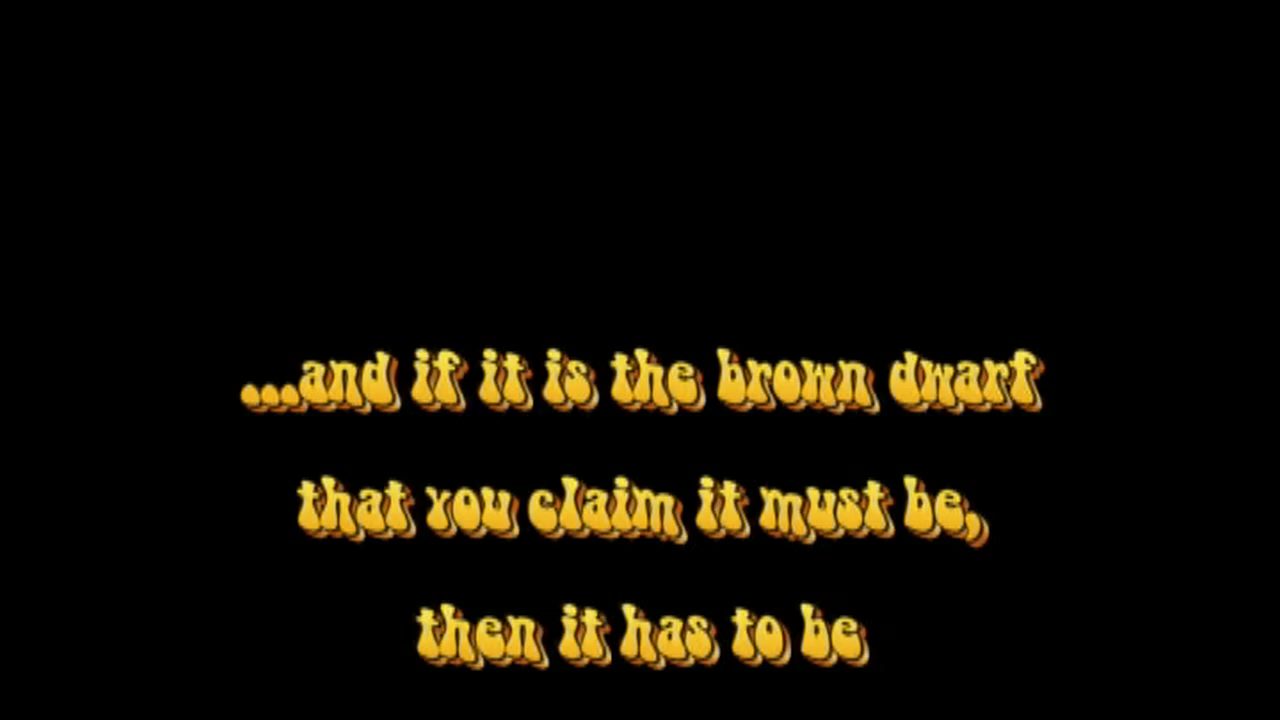 ...and if it is the brown dwarf
that you claim it must be,
then it has to be